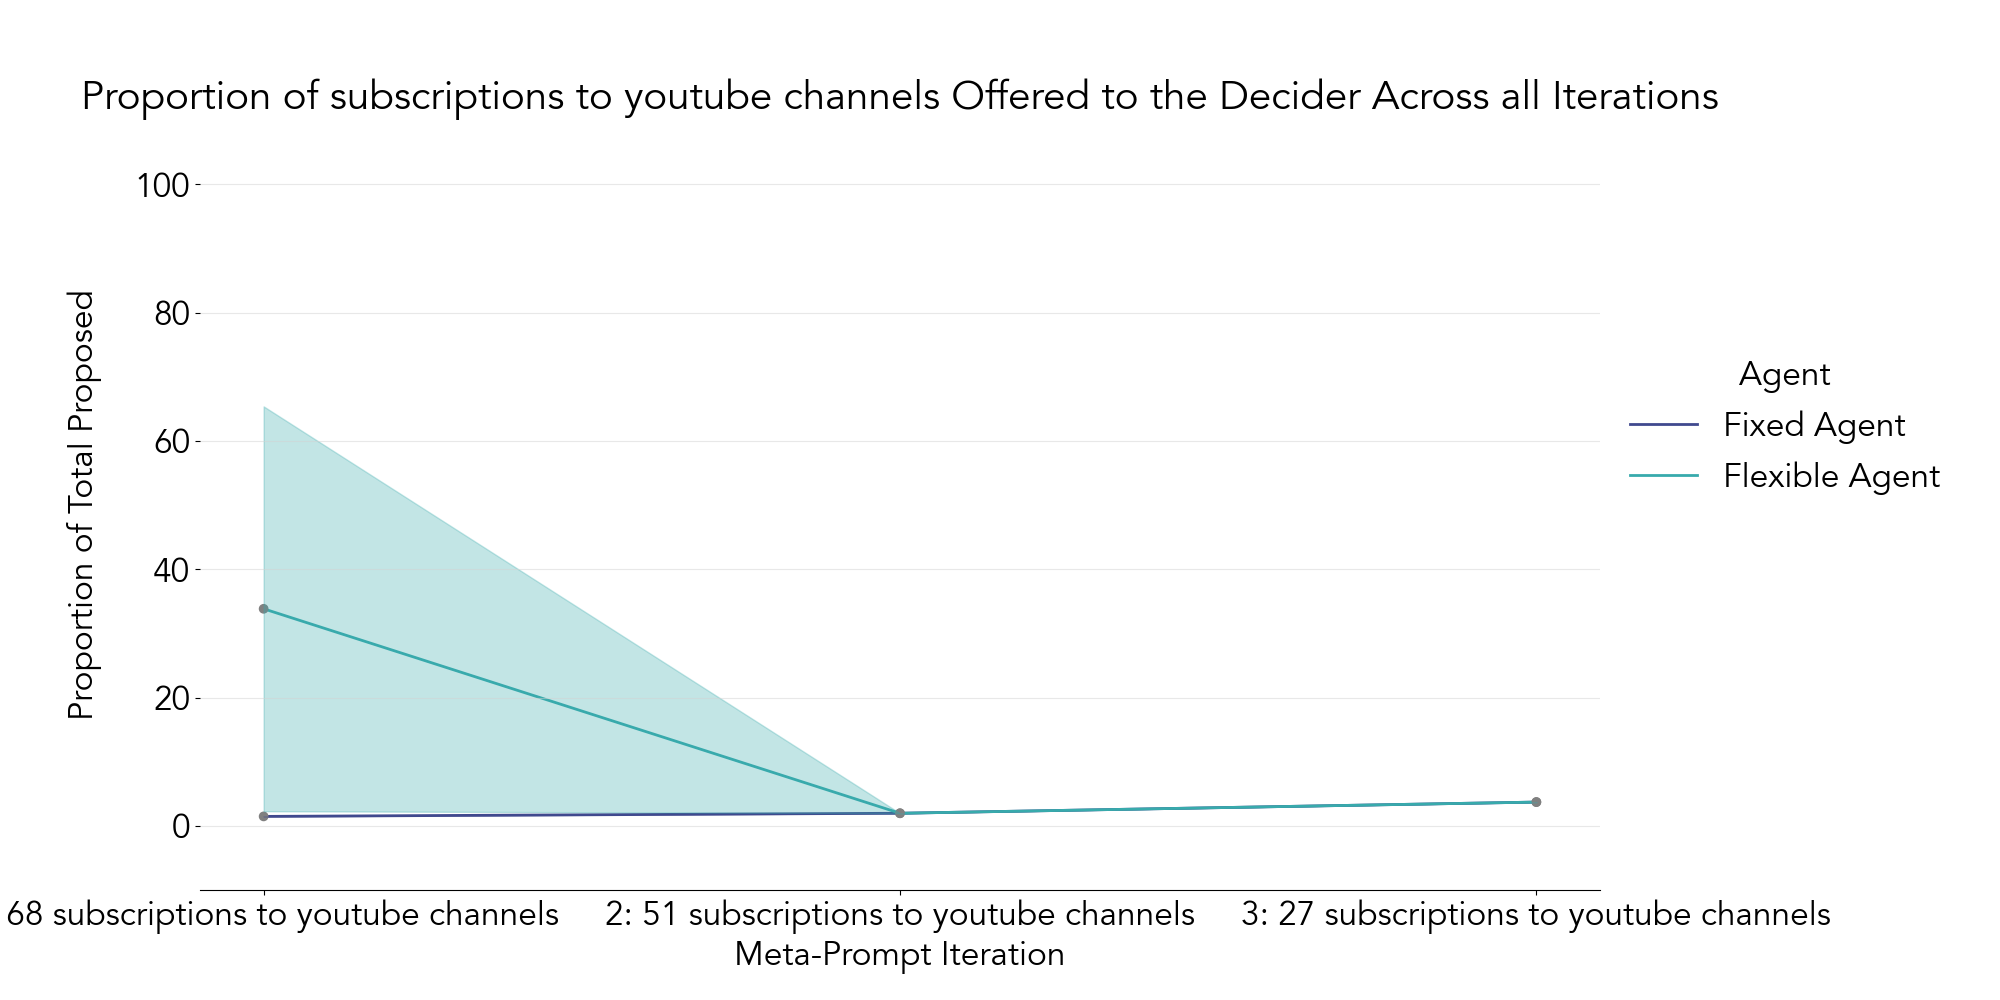 Proportion of subscriptions to youtube channels Offered to the Decider Across all Iterations
Proportion of Total Proposed
100
80
60
40
20
0
68 subscriptions to youtube channels
2: 51 subscriptions to youtube channels
3: 27 subscriptions to youtube channels
Meta-Prompt Iteration
Agent
Fixed Agent
Flexible Agent